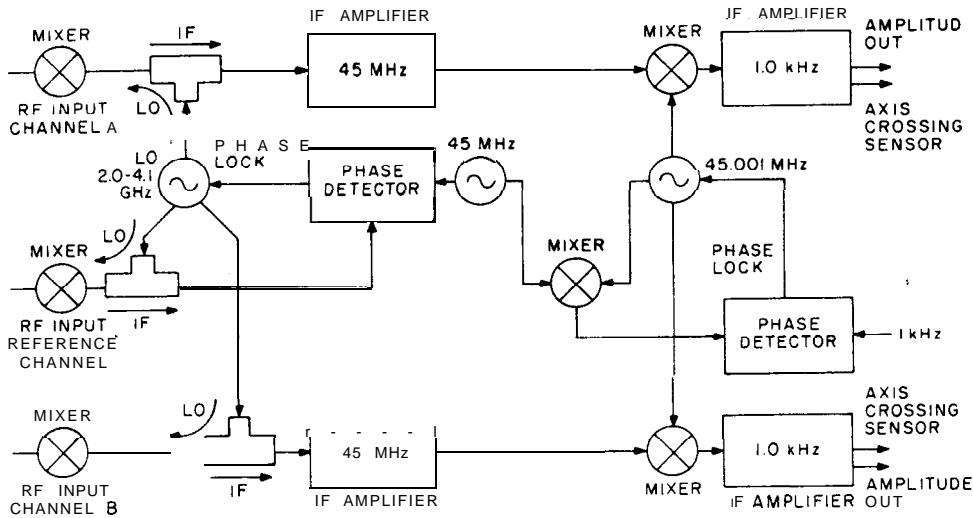 IF AMPLIFIER
IF AMPLIFIER
MIXER
IF
MIXER
AMPLITUD
OUT
45 MHz
1.0 kHz
RF INPUT
CHANNEL A
LO
AXIS
CROSSING
SENSOR
LO
2.0-4.1
GHz
PHASE
LOCK
PHASE
DETECTOR
45 MHz
45.001 MHz
MIXER
LO
MIXER
PHASE
LOCK
RF INPUT
REFERENCE
CHANNEL
IF
PHASE
DETECTOR
1 kHz
MIXER
LO
AXIS
CROSSING
SENSOR
45 MHz
1.0 kHz
RF INPUT
CHANNEL B
IF
IF AMPLIFIER
MIXER
IF AMPLIFIER
AMPLITUDE
OUT